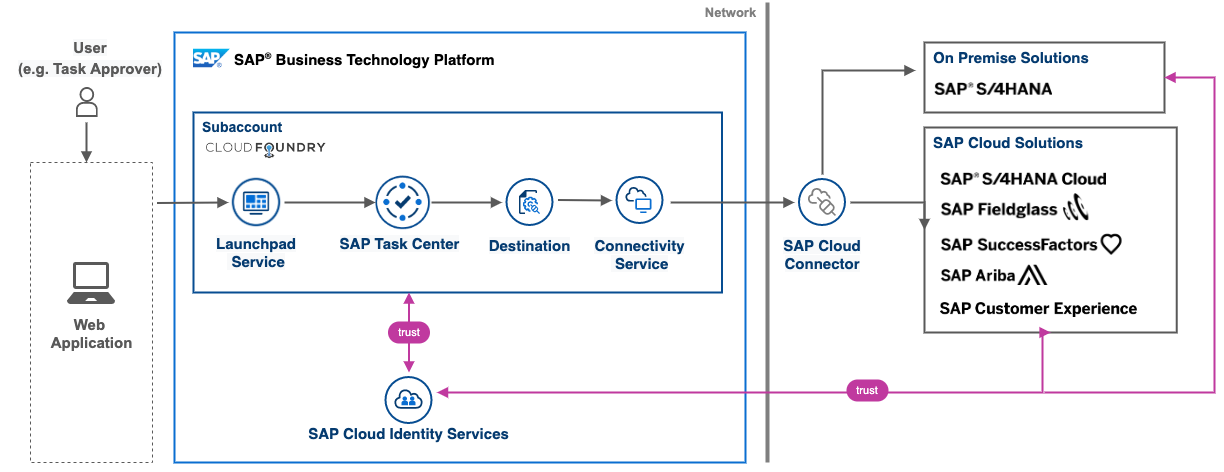 Network
User
(e.g. Task Approver)
SAP
SAP® Business Technology Platform
Subaccount
CLOUD FOUNDRY
Launchpad
Service
SAP Task Center
Destination
Connectivity
Service
SAP Cloud
Connector
On Premise Solutions
SAP® S/4HANA
SAP Cloud Solutions
SAP® S/4HANA Cloud
SAP Fieldglass
SAP SuccessFactors
SAP Ariba
SAP Customer Experience
Web
Application
trust
trust
SAP Cloud Identity Services